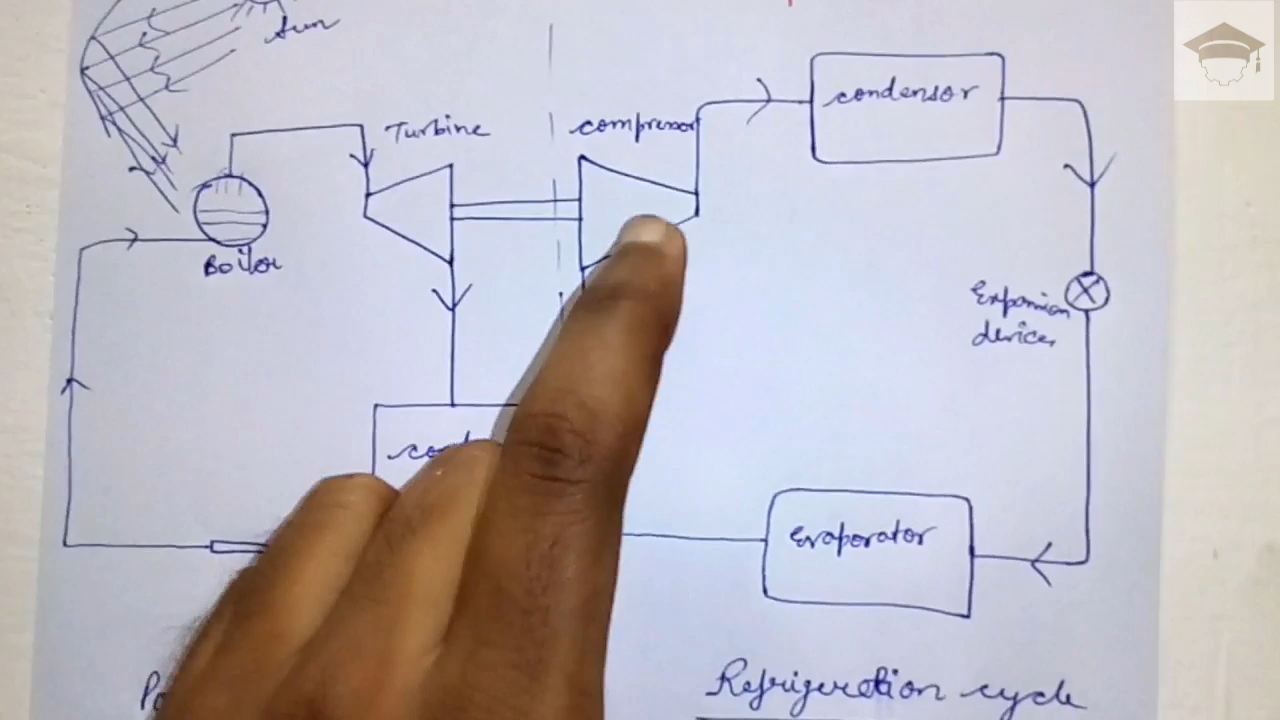 Sun
Turbine
compressor
condensor
Boiler
Expansion
device
Evaporator
Refrigeration cycle